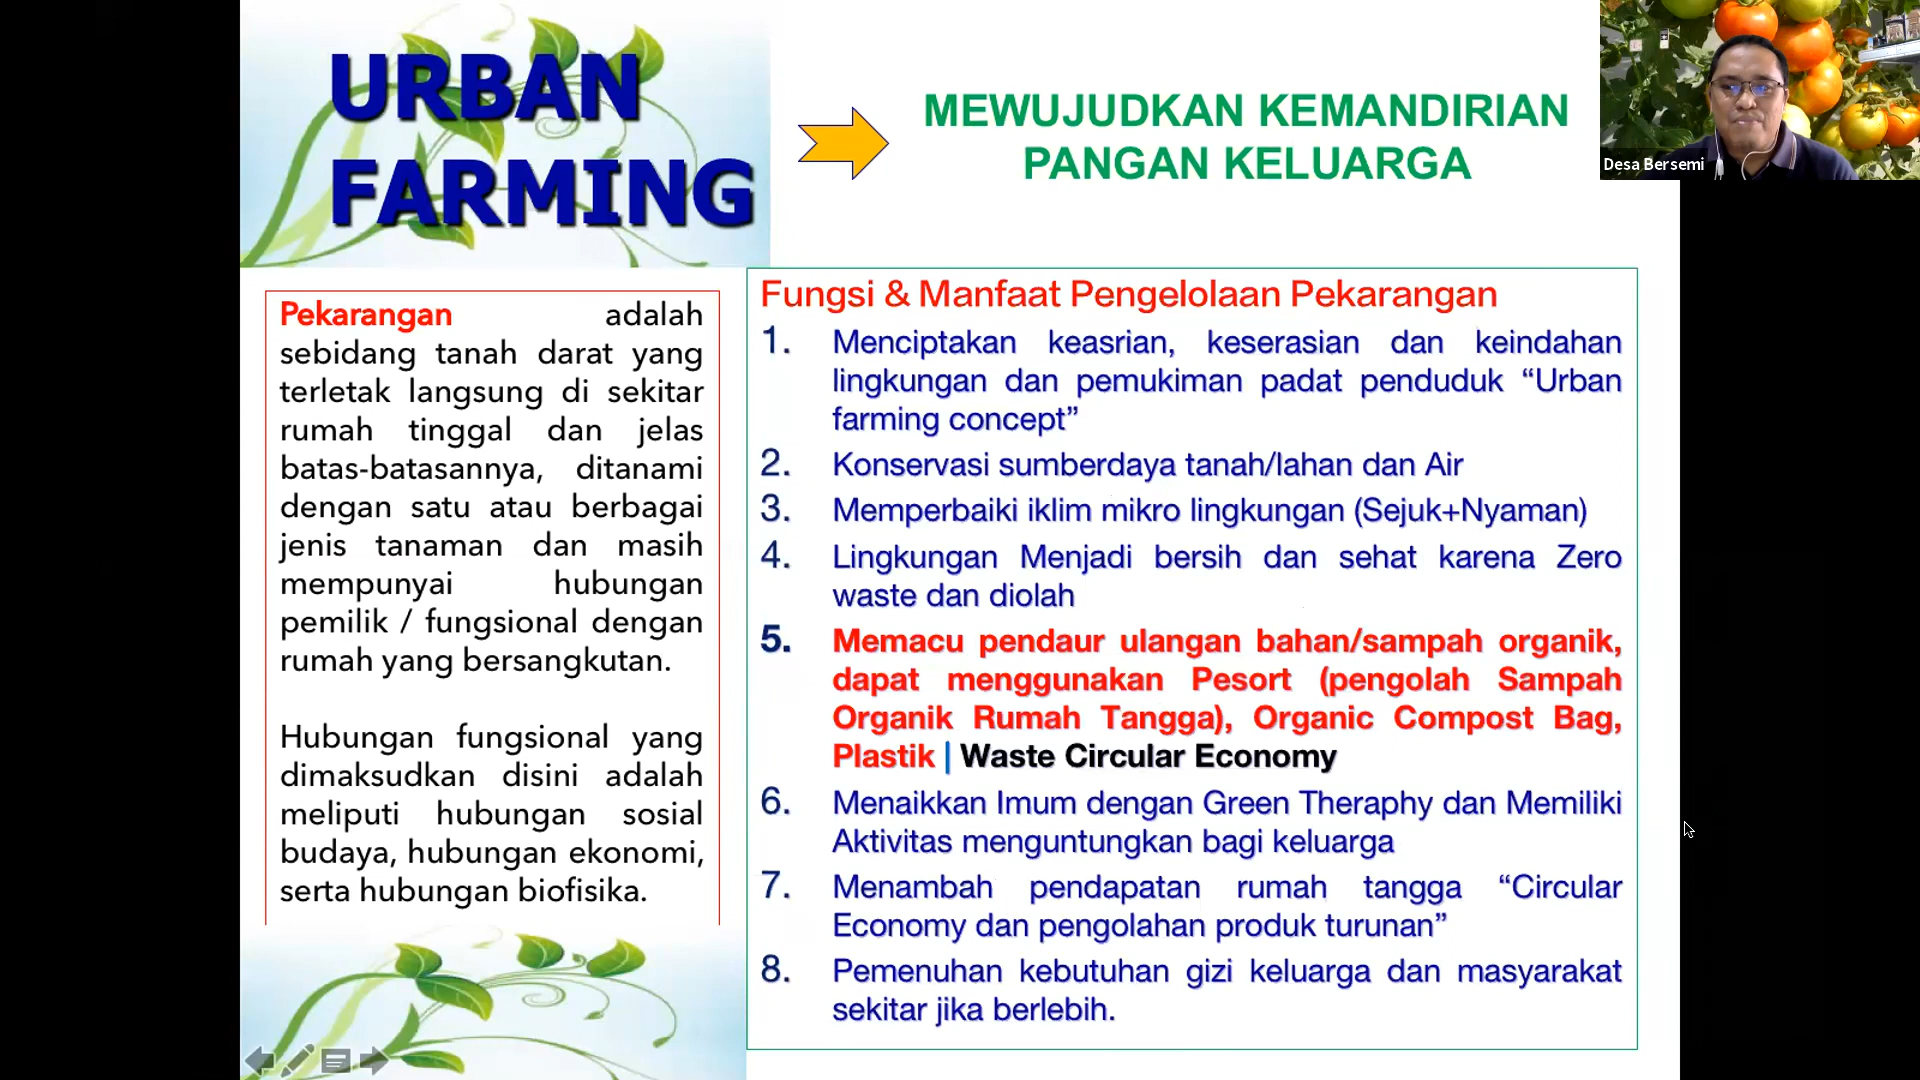 URBAN
FARMING
MEWUJUDKAN KEMANDIRIAN
PANGAN KELUARGA
Desa Bersemi
Pekarangan adalah
sebidang tanah darat yang
terletak langsung di sekitar
rumah tinggal dan jelas
batas-batasannya, ditanami
dengan satu atau berbagai
jenis tanaman dan masih
mempunyai hubungan
pemilik / fungsional dengan
rumah yang bersangkutan.
Hubungan fungsional yang
dimaksudkan disini adalah
meliputi hubungan sosial
budaya, hubungan ekonomi,
serta hubungan biofisika.
Fungsi & Manfaat Pengelolaan Pekarangan
1. Menciptakan keasrian, keserasian dan keindahan
lingkungan dan pemukiman padat penduduk “Urban
farming concept”
2. Konservasi sumberdaya tanah/lahan dan Air
3. Memperbaiki iklim mikro lingkungan (Sejuk+Nyaman)
4. Lingkungan Menjadi bersih dan sehat karena Zero
waste dan diolah
5. Memacu pendaur ulangan bahan/sampah organik,
dapat menggunakan Pesort (pengolah Sampah
Organik Rumah Tangga), Organic Compost Bag,
Plastik | Waste Circular Economy
6. Menaikkan Imum dengan Green Theraphy dan Memiliki
Aktivitas menguntungkan bagi keluarga
7. Menambah pendapatan rumah tangga “Circular
Economy dan pengolahan produk turunan”
8. Pemenuhan kebutuhan gizi keluarga dan masyarakat
sekitar jika berlebih.